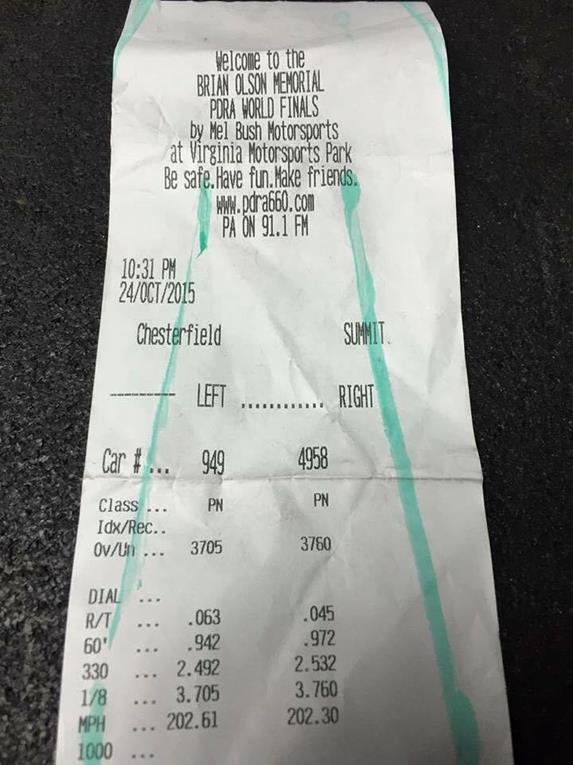 Welcome to the
BRIAN OLSON MEMORIAL
PDRA WORLD FINALS
by Mel Bush Motorsports
at Virginia Motorsports Park
Be safe.Have fun.Make friends.
www.pdra660.com
PA ON 91.1 FM
10:31 PM
24/OCT/2015
Chesterfield SUMMIT.
---------- LEFT ............ RIGHT
Car # ... 949 4958
Class ... PN PN
Idx/Rec..
Ov/Un ... 3705 3760
DIAL ...
R/T ... .063 .045
60' ... .942 .972
330 ... 2.492 2.532
1/8 ... 3.705 3.760
MPH ... 202.61 202.30
1000 ...